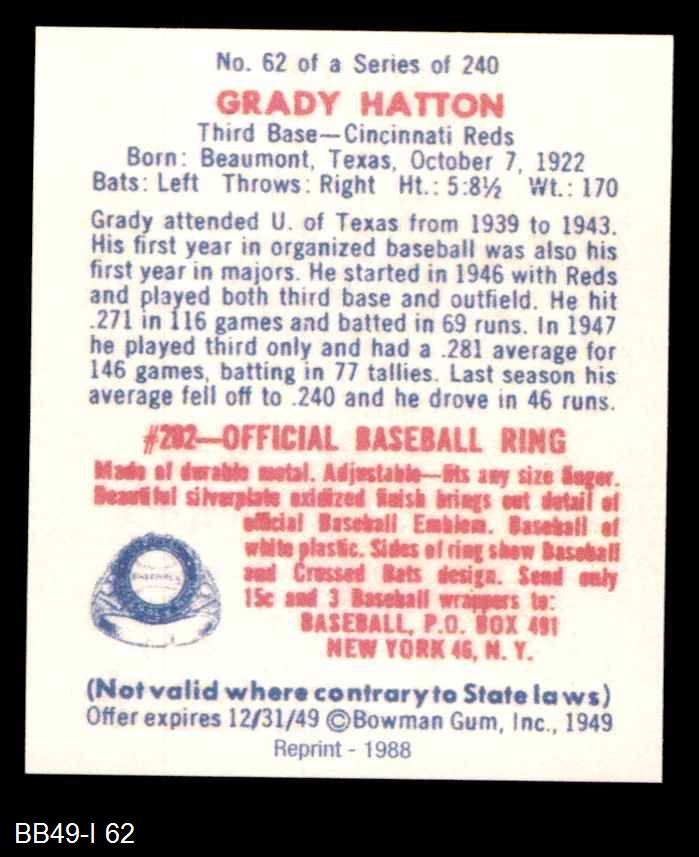 No. 62 of a Series of 240
GRADY HATTON
Third Base—Cincinnati Reds
Born: Beaumont, Texas, October 7, 1922
Bats: Left Throws: Right Ht.: 5:8½ Wt.: 170
Grady attended U. of Texas from 1939 to 1943.
His first year in organized baseball was also his
first year in majors. He started in 1946 with Reds
and played both third base and outfield. He hit
.271 in 116 games and batted in 69 runs. In 1947
he played third only and had a .281 average for
146 games, batting in 77 tallies. Last season his
average fell off to .240 and he drove in 46 runs.
#202—OFFICIAL BASEBALL RING
Made of durable metal. Adjustable—fits any size finger.
Beautiful silverplate oxidized finish brings out detail of
official Baseball Emblem. Baseball of
white plastic. Sides of ring show Baseball
and Crossed Bats design. Send only
15c and 3 Baseball wrappers to:
BASEBALL, P.O. BOX 491
NEW YORK 46, N. Y.
BASEBALL
(Not valid where contrary to State laws)
Offer expires 12/31/49 ©Bowman Gum, Inc., 1949
Reprint - 1988
BB49-I 62